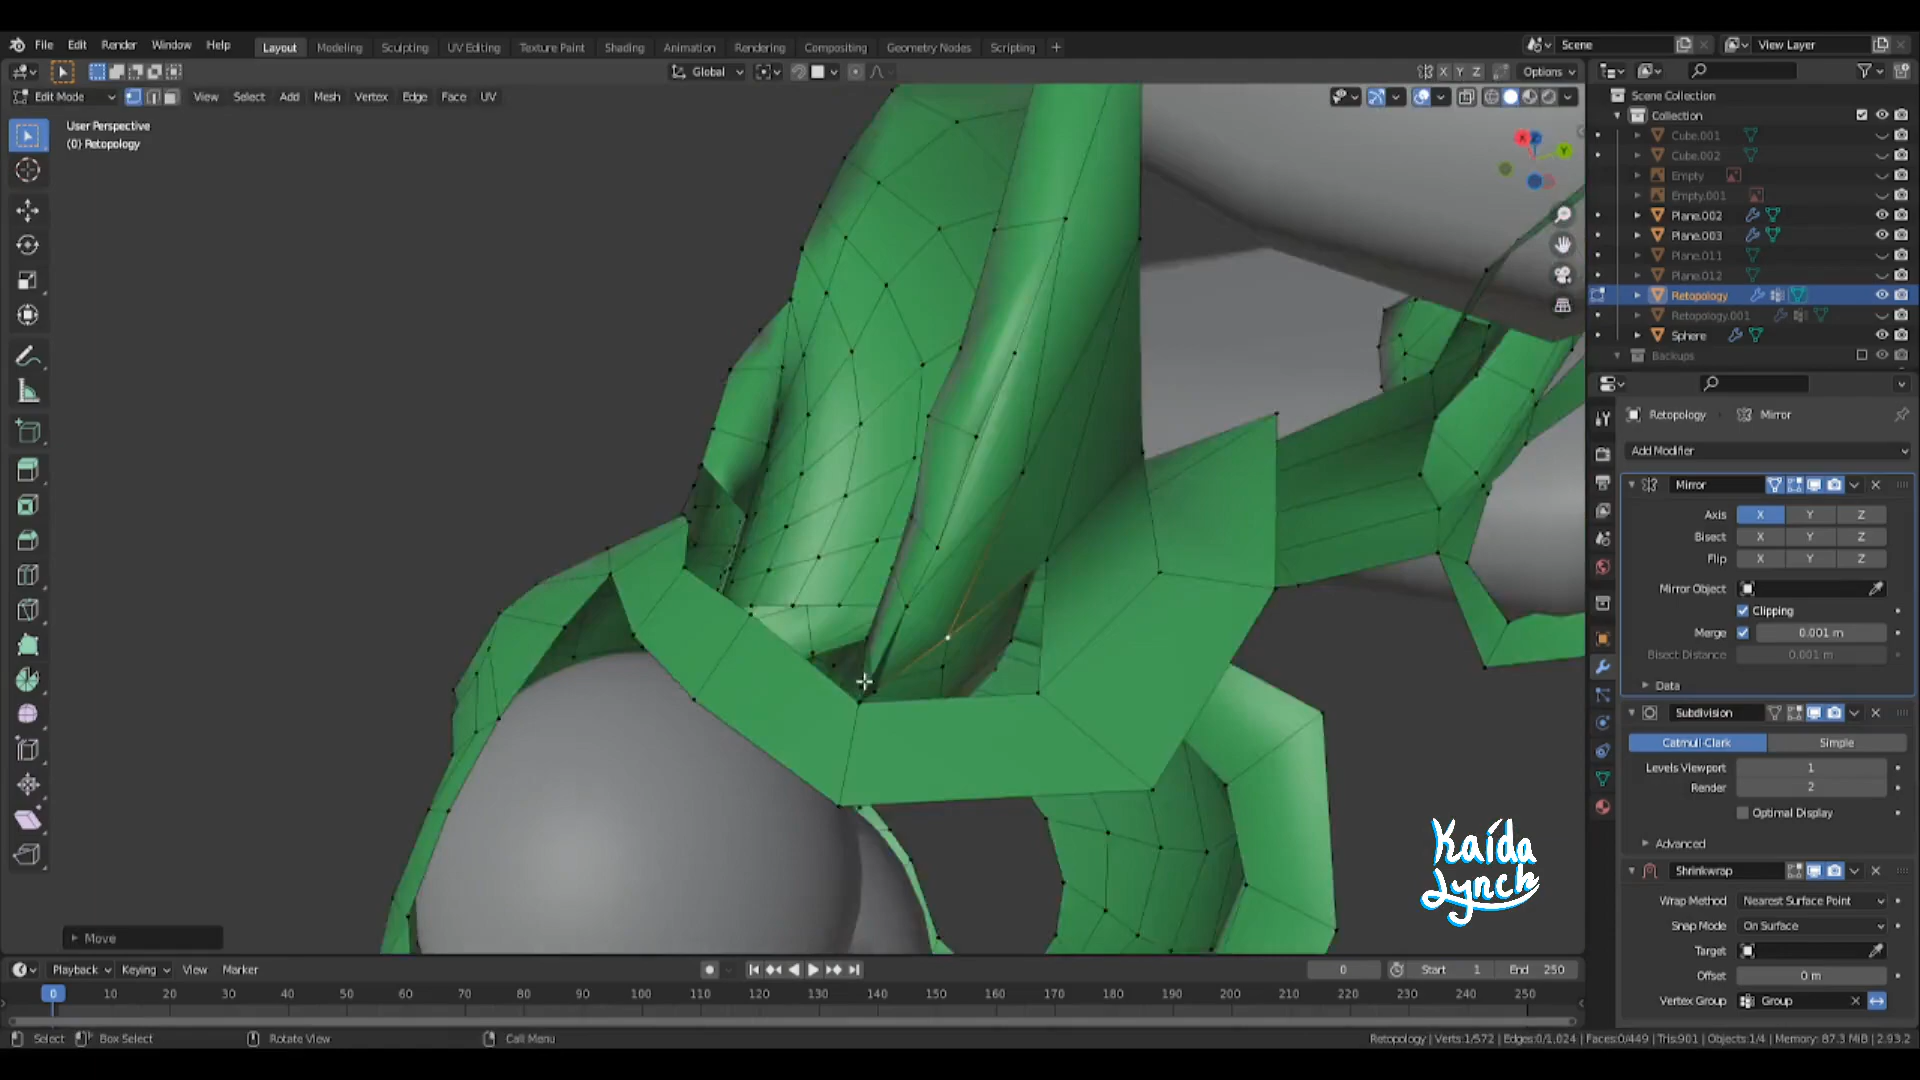 File Edit Render Window Help Layout Modeling Sculpting UV Editing Texture Paint Shading Animation Rendering Compositing Geometry Nodes Scripting + Scene View Layer
Global Options
X Y Z
Edit Mode View Select Add Mesh Vertex Edge Face UV
User Perspective
(0) Retopology
X
Y
Scene Collection
Collection
Cube.001
Cube.002
Empty
Empty.001
Plane.002
Plane.003
Plane.011
Plane.012
Retopology
Retopology.001
Sphere
Backups
Retopology Mirror
Add Modifier
Mirror
Axis X Y Z
Bisect X Y Z
Flip X Y Z
Mirror Object
Clipping
Merge 0.001 m
Bisect Distance 0.001 m
Data
Subdivision
Catmull-Clark Simple
Levels Viewport 1
Render 2
Optimal Display
Advanced
Shrinkwrap
Wrap Method Nearest Surface Point
Snap Mode On Surface
Target
Offset 0 m
Vertex Group Group
Kaida
Lynch
Move
Playback Keying View Marker 0 Start 1 End 250
0 10 20 30 40 50 60 70 80 90 100 110 120 130 140 150 160 170 180 190 200 210 220 230 240 250
Select Box Select Rotate View Call Menu Retopology | Verts:1/572 | Edges:0/1,024 | Faces:0/449 | Tris:901 | Objects:1/4 | Memory: 87.3 MiB | 2.93.2